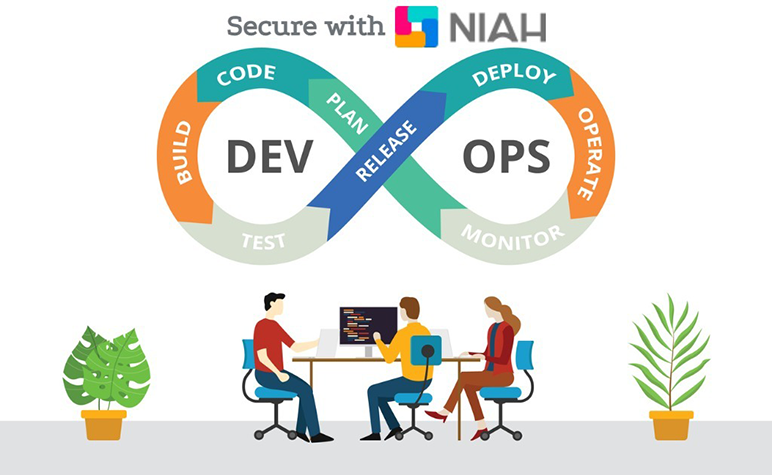 Secure with NIAH
CODE
PLAN
BUILD
DEV
TEST
RELEASE
DEPLOY
OPS
OPERATE
MONITOR